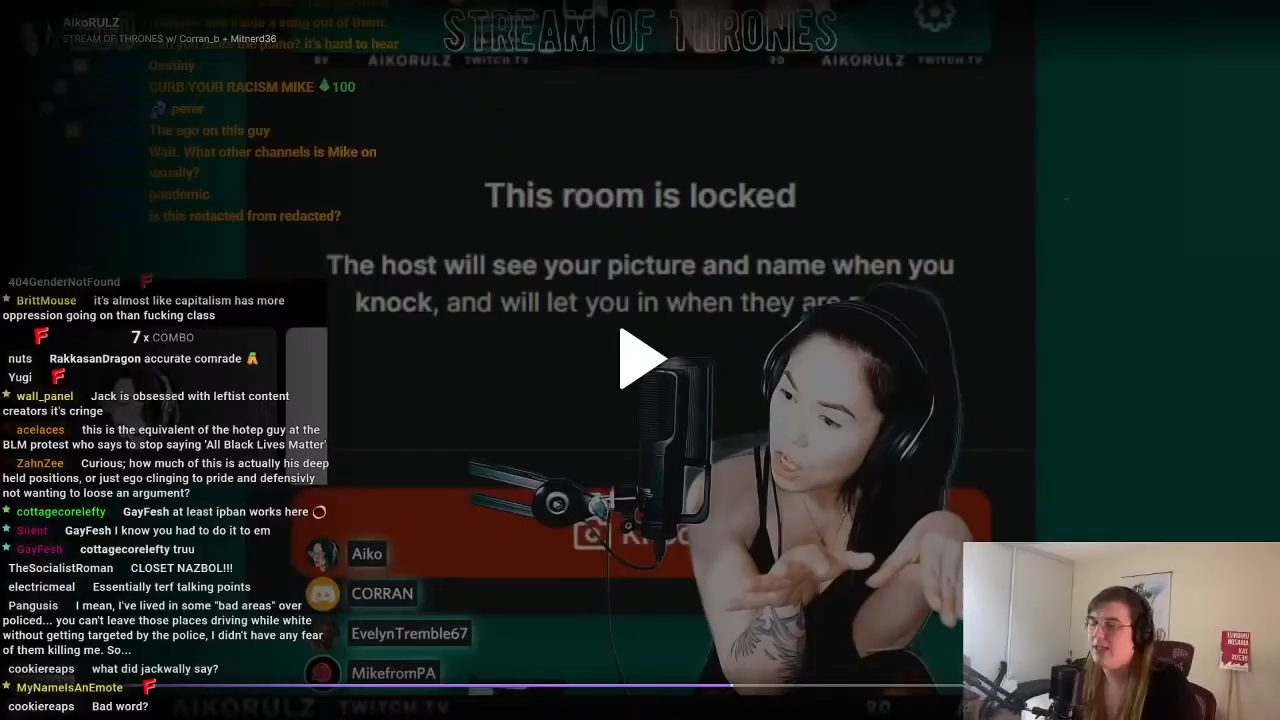 AikoRULZ
STREAM OF THRONES w/ Corran_b + Mitnerd36
STREAM OF THRONES
made a song out of them.
you mute the piano? it's hard to hear
Destiny
CURB YOUR RACISM MIKE 100
peter
The ego on this guy
Wait. What other channels is Mike on
usually?
pandemic
is this redacted from redacted?
89 AIKORULZ TWITCH.TV
90 AIKORULZ TWITCH.TV
This room is locked
The host will see your picture and name when you
knock, and will let you in when they are
404GenderNotFound
BrittMouse it's almost like capitalism has more
oppression going on than fucking class
7 x COMBO
nuts RakkasanDragon accurate comrade
Yugi
wall_panel Jack is obsessed with leftist content
creators it's cringe
acelaces this is the equivalent of the hotep guy at the
BLM protest who says to stop saying 'All Black Lives Matter'
ZahnZee Curious; how much of this is actually his deep
held positions, or just ego clinging to pride and defensivly
not wanting to loose an argument?
cottagecorelefty GayFesh at least ipban works here
Siient GayFesh I know you had to do it to em
GayFesh cottagecorelefty truu
TheSocialistRoman CLOSET NAZBOL!!!
electricmeal Essentially terf talking points
Pangusis I mean, I've lived in some "bad areas" over
policed... you can't leave those places driving while white
without getting targeted by the police, I didn't have any fear
of them killing me. So...
cookiereaps what did jackwally say?
MyNameIsAnEmote
cookiereaps Bad word?
Aiko
CORRAN
EvelynTremble67
MikefromPA
AIKORULZ TWITCH.TV
90